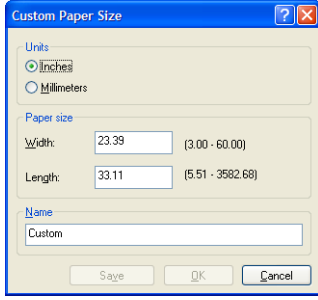 Custom Paper Size
Units
Inches
Millimeters
Paper size
Width: 23.39 (3.00 - 60.00)
Length: 33.11 (5.51 - 3582.68)
Name
Custom
Save OK Cancel